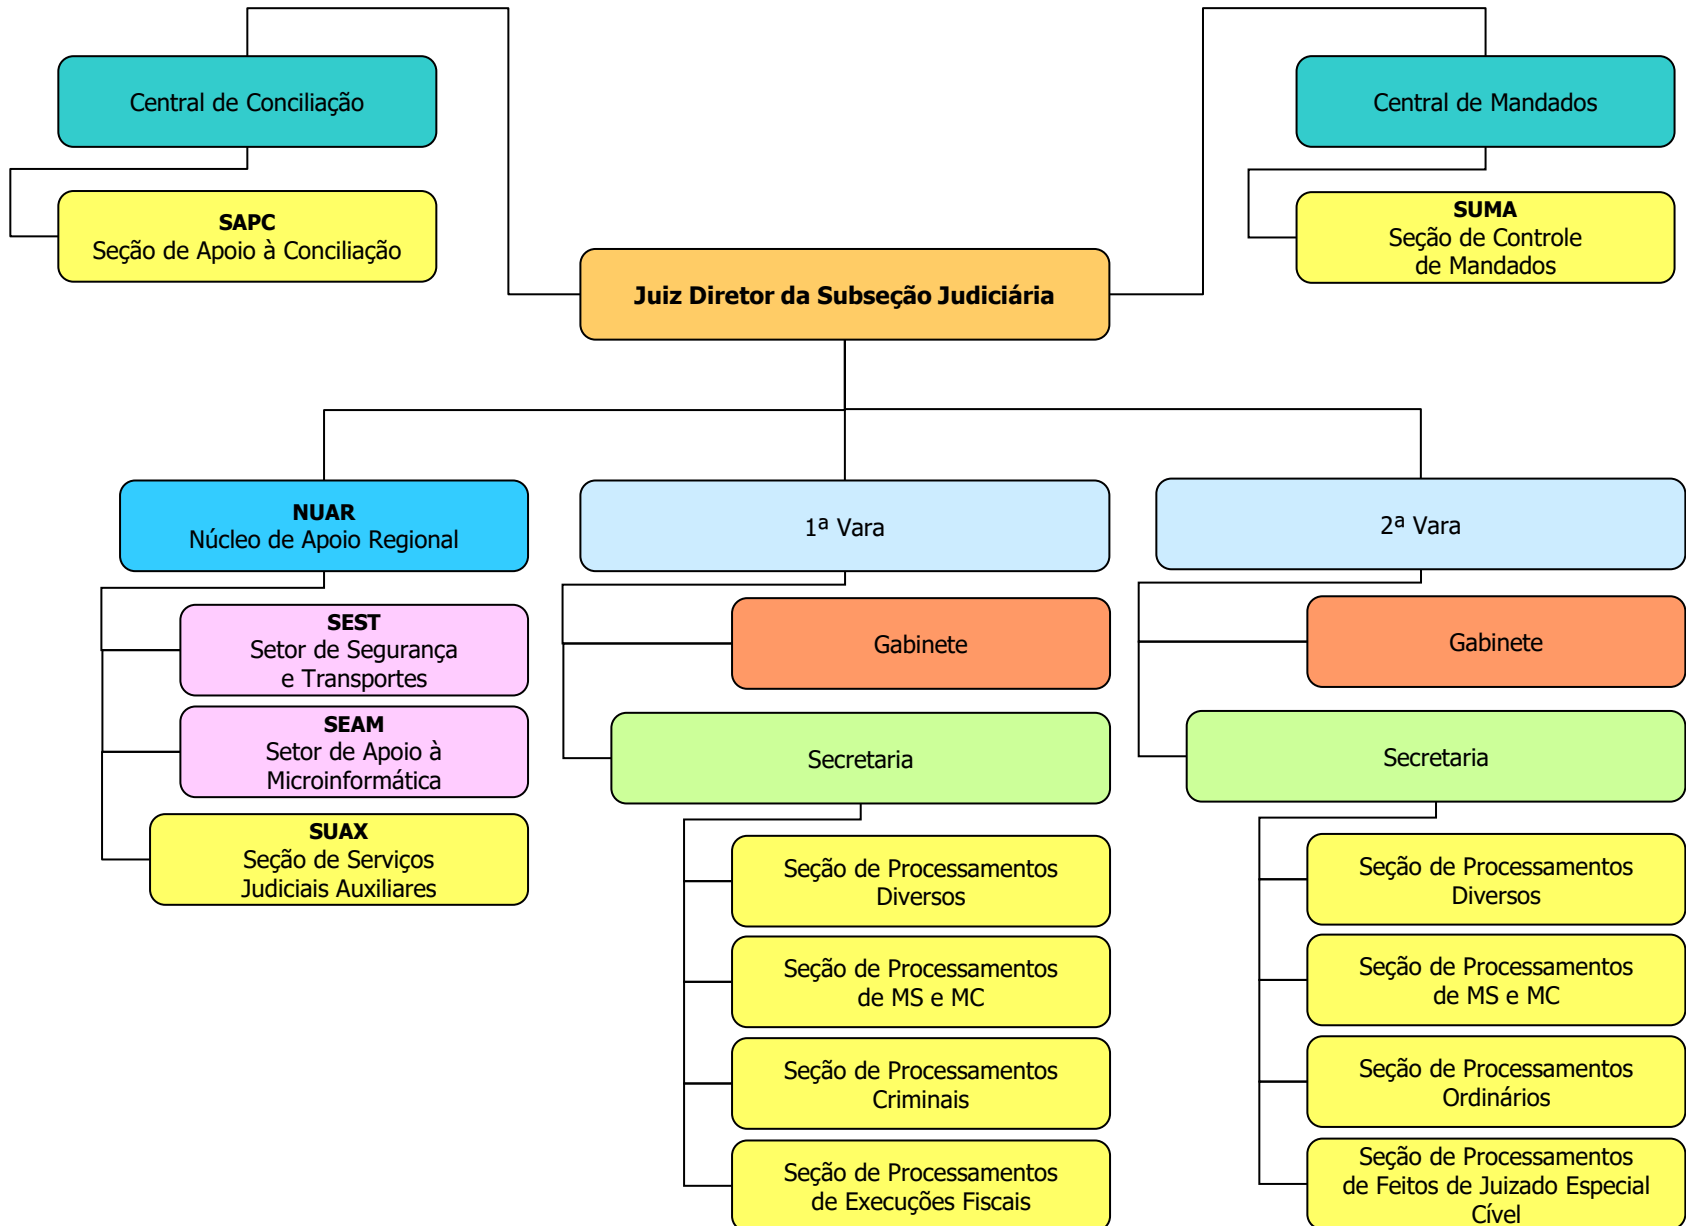 Central de Conciliação
Central de Mandados
SAPC
Seção de Apoio à Conciliação
SUMA
Seção de Controle
de Mandados
Juiz Diretor da Subseção Judiciária
NUAR
Núcleo de Apoio Regional
SEST
Setor de Segurança
e Transportes
SEAM
Setor de Apoio à
Microinformática
SUAX
Seção de Serviços
Judiciais Auxiliares
1ª Vara
Gabinete
Secretaria
Seção de Processamentos
Diversos
Seção de Processamentos
de MS e MC
Seção de Processamentos
Criminais
Seção de Processamentos
de Execuções Fiscais
2ª Vara
Gabinete
Secretaria
Seção de Processamentos
Diversos
Seção de Processamentos
de MS e MC
Seção de Processamentos
Ordinários
Seção de Processamentos
de Feitos de Juizado Especial
Cível